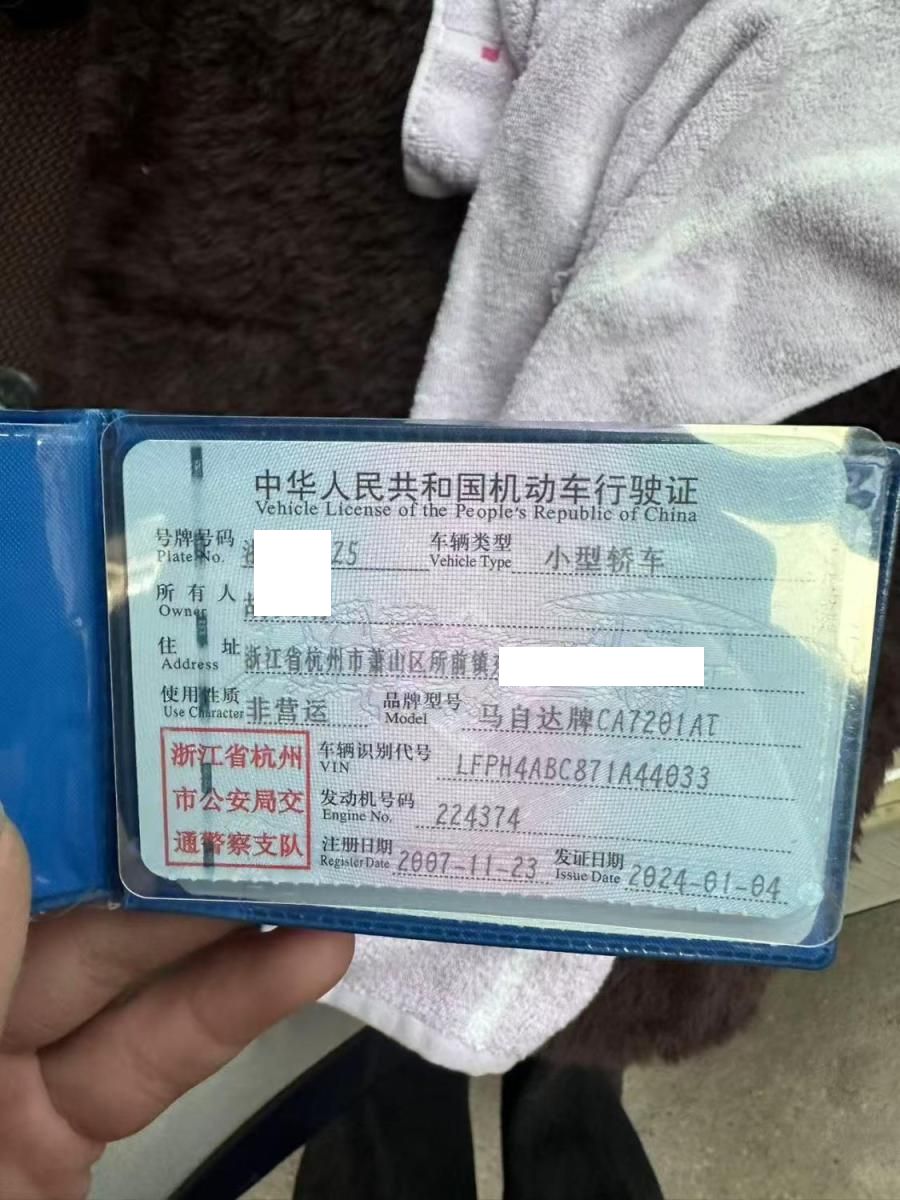 中华人民共和国机动车行驶证
Vehicle License of the People's Republic of China
号牌号码 Plate No. Z5 车辆类型 Vehicle Type 小型轿车
所有人 Owner
住址 Address 浙江省杭州市萧山区所前镇
使用性质 Use Character 非营运 品牌型号 Model 马自达牌CA7201AT
浙江省杭州
市公安局交
通警察支队
车辆识别代号 VIN LFPH4ABC871A44033
发动机号码 Engine No. 224374
注册日期 Register Date 2007-11-23 发证日期 Issue Date 2024-01-04